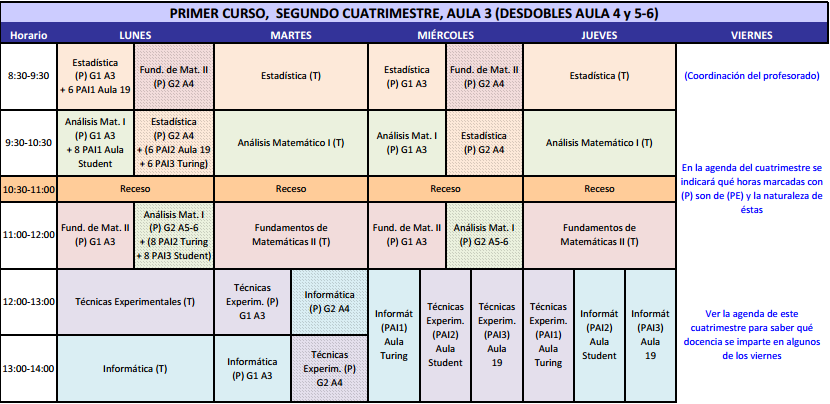 PRIMER CURSO, SEGUNDO CUATRIMESTRE, AULA 3 (DESDOBLES AULA 4 y 5-6)
Horario LUNES MARTES MIÉRCOLES JUEVES VIERNES
8:30-9:30
Estadística
(P) G1 A3
+ 6 PAI1 Aula 19
Fund. de Mat. II
(P) G2 A4
Estadística (T)
Estadística
(P) G1 A3
Fund. de Mat. II
(P) G2 A4
Estadística (T)
(Coordinación del profesorado)
9:30-10:30
Análisis Mat. I
(P) G1 A3
+ 8 PAI1 Aula
Student
Estadística
(P) G2 A4
+ (6 PAI2 Aula 19
+ 6 PAI3 Turing)
Análisis Matemático I (T)
Análisis Mat. I
(P) G1 A3
Estadística
(P) G2 A4
Análisis Matemático I (T)
En la agenda del cuatrimestre se
indicará qué horas marcadas con
(P) son de (PE) y la naturaleza de
éstas
10:30-11:00 Receso Receso Receso Receso
11:00-12:00
Fund. de Mat. II
(P) G1 A3
Análisis Mat. I
(P) G2 A5-6
+ (8 PAI2 Turing
+ 8 PAI3 Student)
Fundamentos de
Matemáticas II (T)
Fund. de Mat. II
(P) G1 A3
Análisis Mat. I
(P) G2 A5-6
Fundamentos de
Matemáticas II (T)
12:00-13:00
Técnicas Experimentales (T)
Técnicas
Experim. (P)
G1 A3
Informática
(P) G2 A4
Informát
(PAI1)
Aula
Turing
Técnicas
Experim.
(PAI2)
Aula
Student
Técnicas
Experim.
(PAI3)
Aula
19
Técnicas
Experim.
(PAI1)
Aula
Turing
Informát
(PAI2)
Aula
Student
Informát
(PAI3)
Aula
19
Ver la agenda de este
cuatrimestre para saber qué
docencia se imparte en algunos
de los viernes
13:00-14:00
Informática (T)
Informática
(P) G1 A3
Técnicas
Experim. (P)
G2 A4